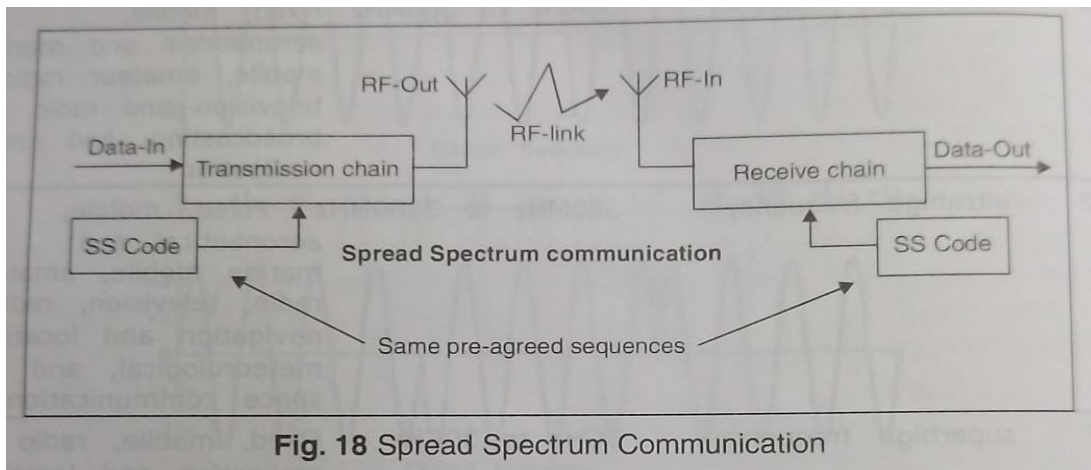 RF-Out
RF-In
RF-link
Data-In
Transmission chain
Receive chain
Data-Out
SS Code
Spread Spectrum communication
SS Code
Same pre-agreed sequences
Fig. 18 Spread Spectrum Communication